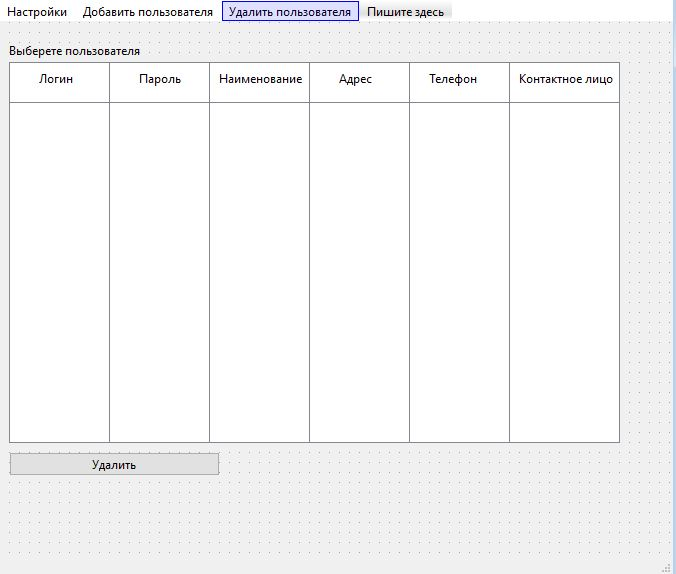 Настройки Добавить пользователя Удалить пользователя Пишите здесь
Выберете пользователя
Логин Пароль Наименование Адрес Телефон Контактное лицо
Удалить